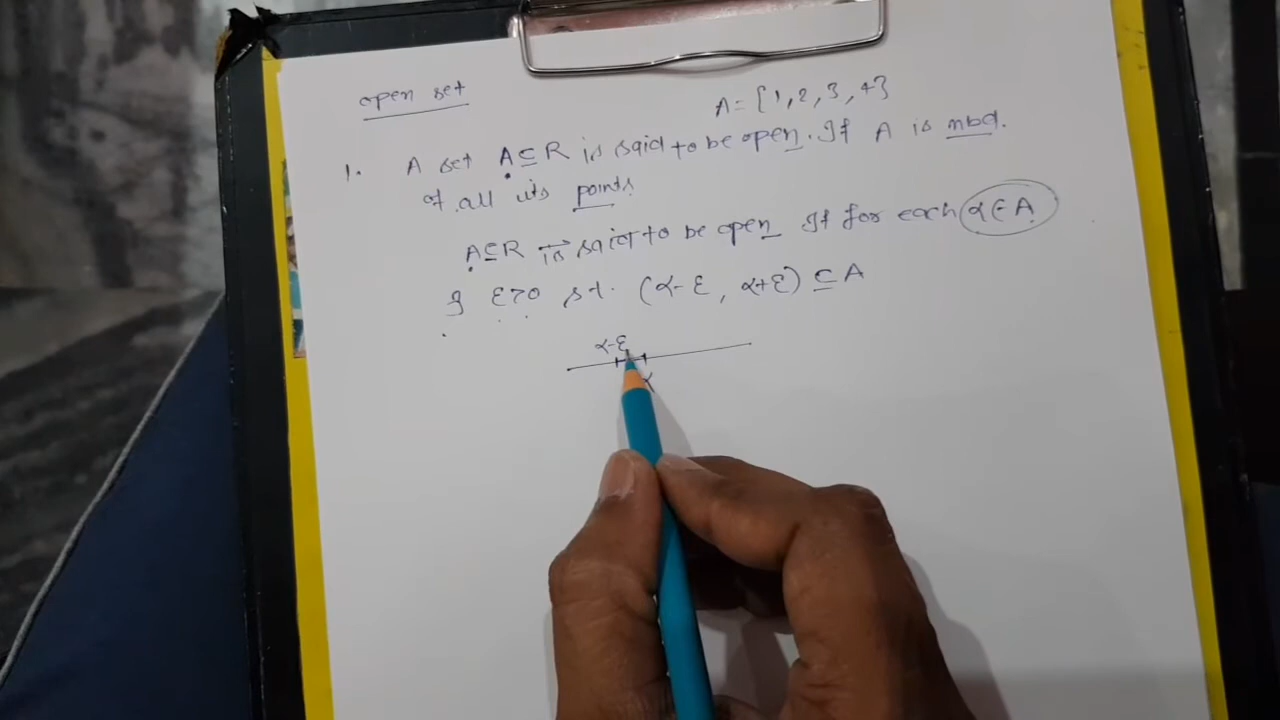 open set
A = {1, 2, 3, 4}
1. A set A ⊆ R is said to be open. If A is nbd.
of all its points.
A ⊆ R is said to be open If for each α ∈ A
∃ ε>0 s.t. (α-ε, α+ε) ⊆ A
α-ε
α